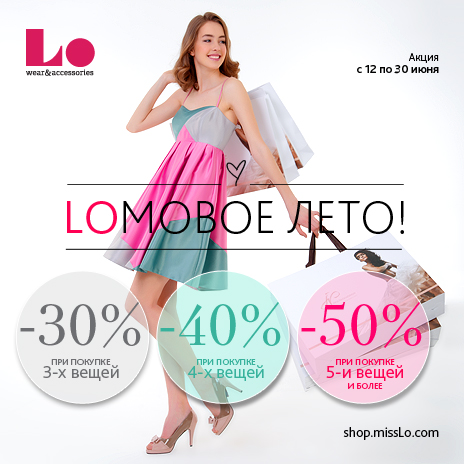 Lo
wear&accessories
Акция
с 12 по 30 июня
LOМОВОЕ ЛЕТО!
-30%
ПРИ ПОКУПКЕ
3-х вещей
-40%
ПРИ ПОКУПКЕ
4-х вещей
-50%
ПРИ ПОКУПКЕ
5-и вещей
И БОЛЕЕ
shop.missLo.com